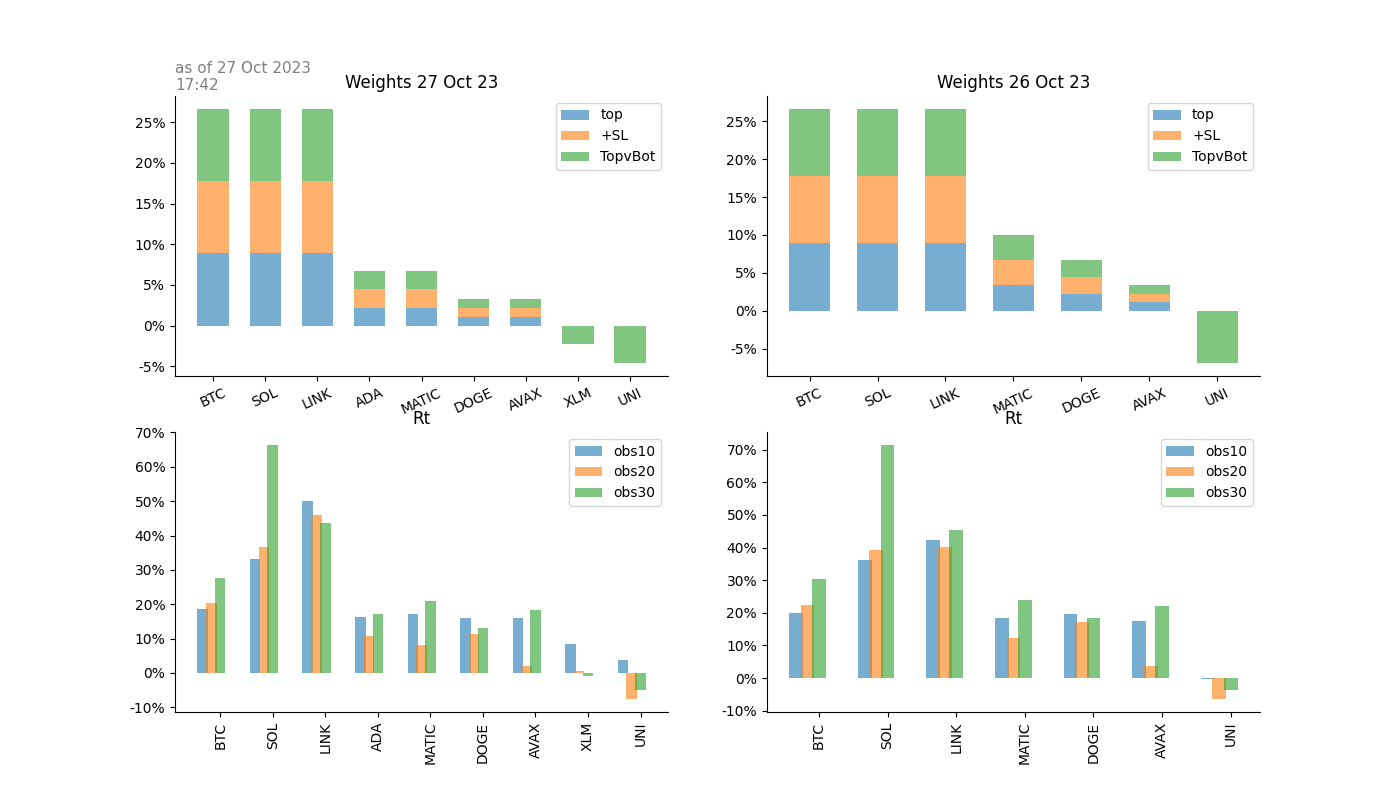 as of 27 Oct 2023
17:42
Weights 27 Oct 23
25%
20%
15%
10%
5%
0%
-5%
top
+SL
TopvBot
BTC SOL LINK ADA MATIC DOGE AVAX XLM UNI
Weights 26 Oct 23
25%
20%
15%
10%
5%
0%
-5%
top
+SL
TopvBot
BTC SOL LINK MATIC DOGE AVAX UNI
Rt
70%
60%
50%
40%
30%
20%
10%
0%
-10%
obs10
obs20
obs30
BTC SOL LINK ADA MATIC DOGE AVAX XLM UNI
Rt
70%
60%
50%
40%
30%
20%
10%
0%
-10%
obs10
obs20
obs30
BTC SOL LINK MATIC DOGE AVAX UNI